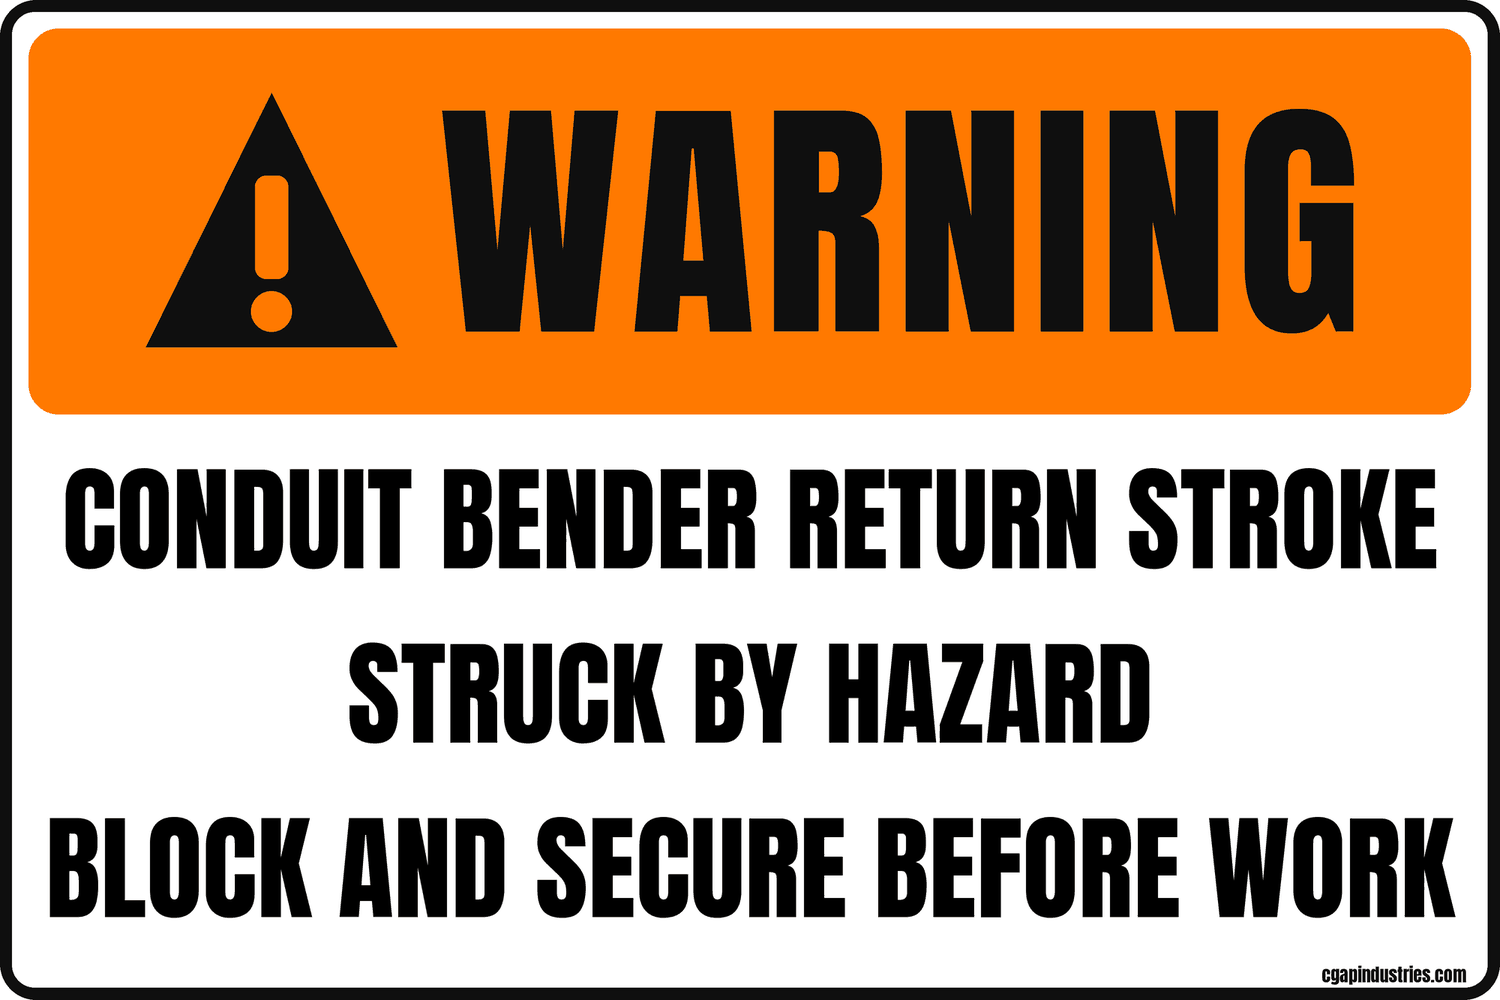 WARNING
CONDUIT BENDER RETURN STROKE
STRUCK BY HAZARD
BLOCK AND SECURE BEFORE WORK
cgapindustries.com